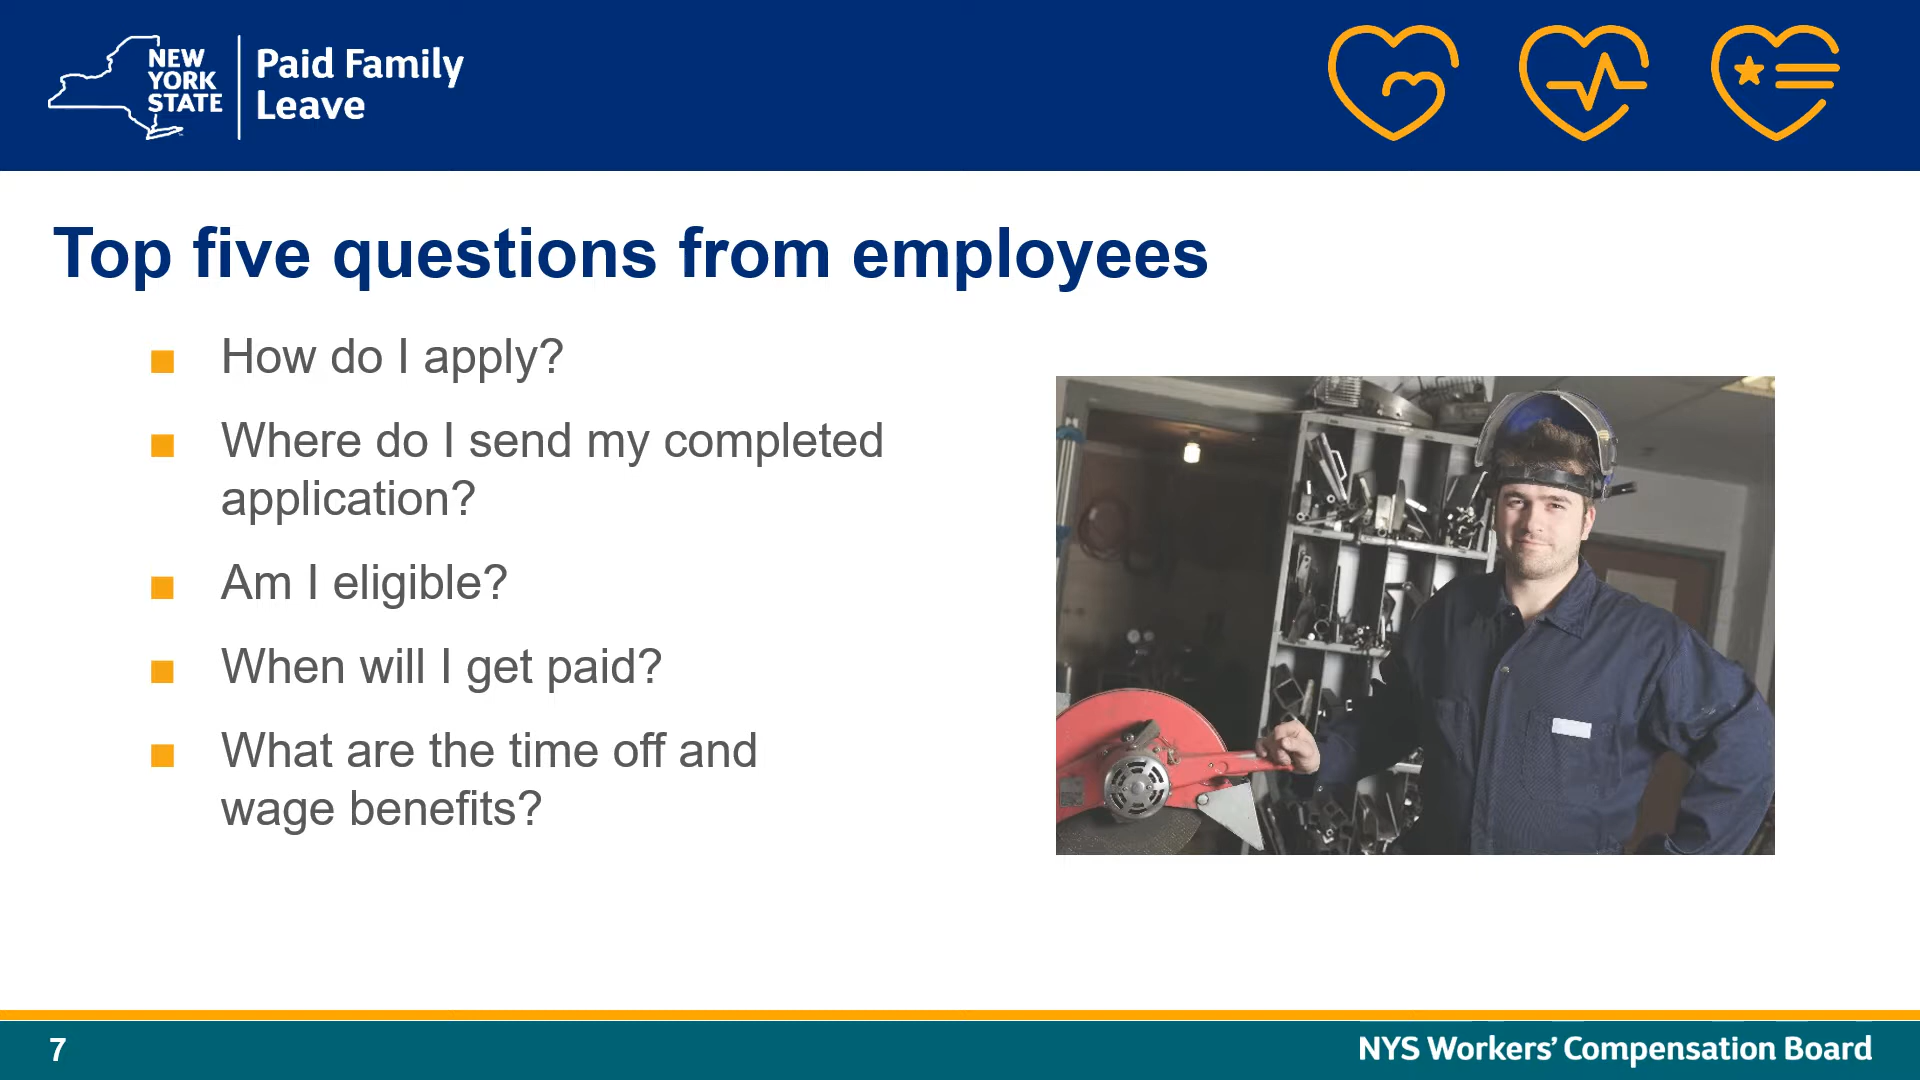 NEW
YORK
STATE
Paid Family
Leave
Top five questions from employees
How do I apply?
Where do I send my completed
application?
Am I eligible?
When will I get paid?
What are the time off and
wage benefits?
7
NYS Workers’ Compensation Board